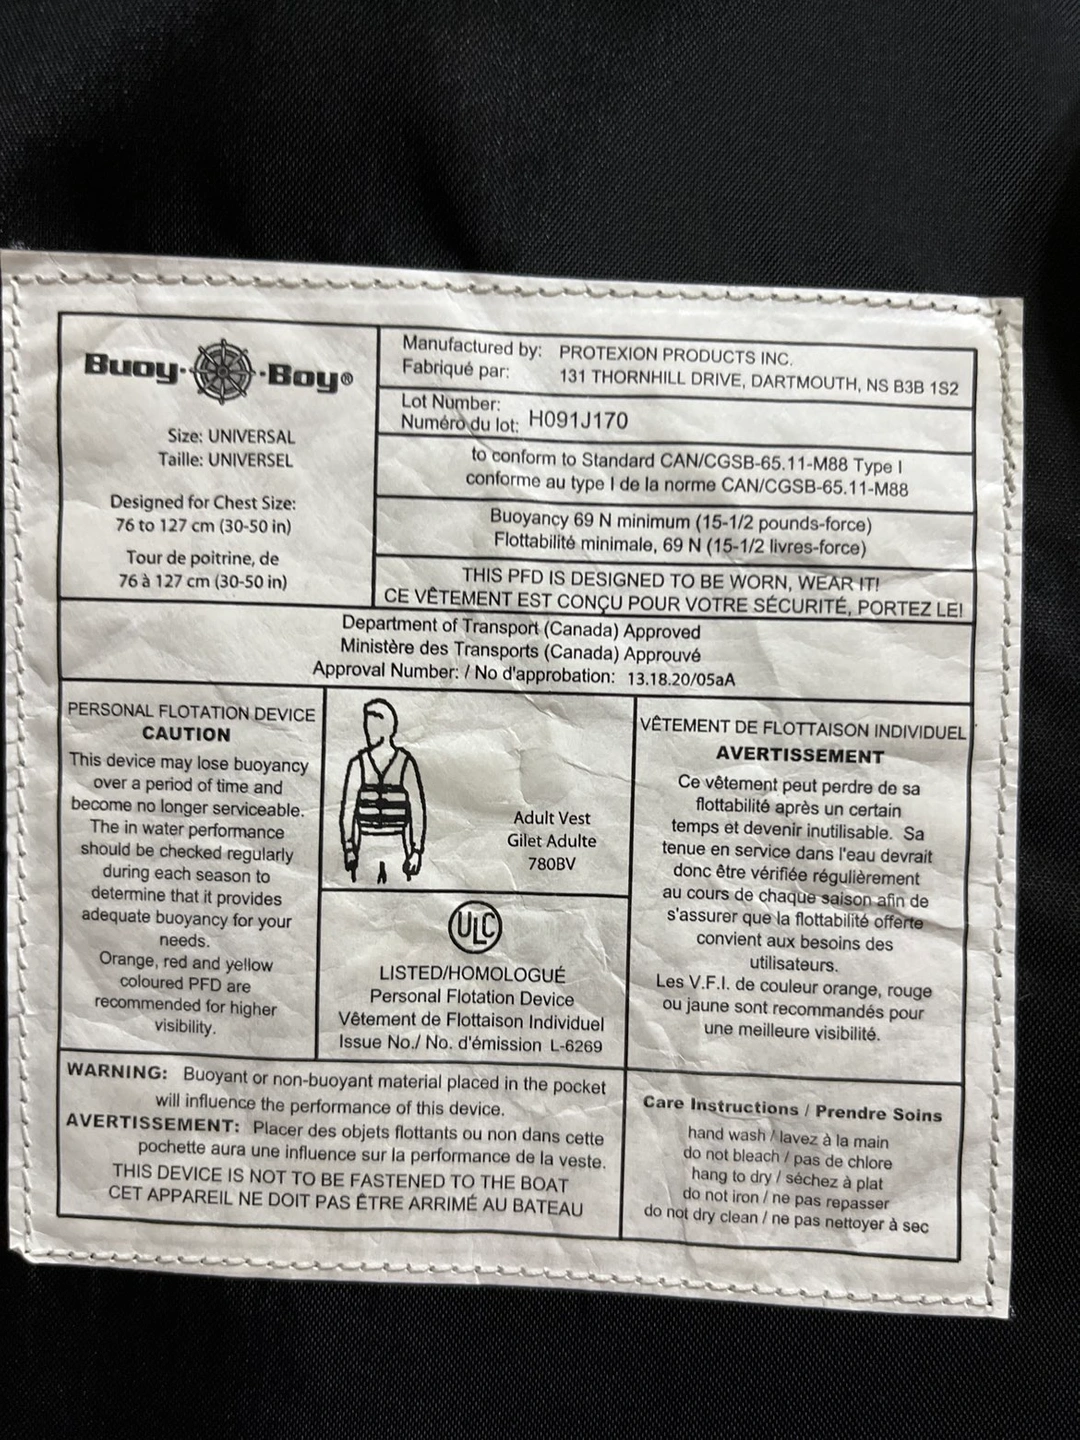 Buoy-Boy®
Size: UNIVERSAL
Taille: UNIVERSEL
Designed for Chest Size:
76 to 127 cm (30-50 in)
Tour de poitrine, de
76 à 127 cm (30-50 in)
Manufactured by: PROTEXION PRODUCTS INC.
Fabriqué par: 131 THORNHILL DRIVE, DARTMOUTH, NS B3B 1S2
Lot Number:
Numéro du lot: H091J170
to conform to Standard CAN/CGSB-65.11-M88 Type I
conforme au type I de la norme CAN/CGSB-65.11-M88
Buoyancy 69 N minimum (15-1/2 pounds-force)
Flottabilité minimale, 69 N (15-1/2 livres-force)
THIS PFD IS DESIGNED TO BE WORN, WEAR IT!
CE VÊTEMENT EST CONÇU POUR VOTRE SÉCURITÉ, PORTEZ LE!
Department of Transport (Canada) Approved
Ministère des Transports (Canada) Approuvé
Approval Number: / No d'approbation: 13.18.20/05aA
PERSONAL FLOTATION DEVICE
CAUTION
This device may lose buoyancy
over a period of time and
become no longer serviceable.
The in water performance
should be checked regularly
during each season to
determine that it provides
adequate buoyancy for your
needs.
Orange, red and yellow
coloured PFD are
recommended for higher
visibility.
Adult Vest
Gilet Adulte
780BV
ULC
LISTED/HOMOLOGUÉ
Personal Flotation Device
Vêtement de Flottaison Individuel
Issue No./ No. d'émission L-6269
VÊTEMENT DE FLOTTAISON INDIVIDUEL
AVERTISSEMENT
Ce vêtement peut perdre de sa
flottabilité après un certain
temps et devenir inutilisable. Sa
tenue en service dans l'eau devrait
donc être vérifiée régulièrement
au cours de chaque saison afin de
s'assurer que la flottabilité offerte
convient aux besoins des
utilisateurs.
Les V.F.I. de couleur orange, rouge
ou jaune sont recommandés pour
une meilleure visibilité.
WARNING: Buoyant or non-buoyant material placed in the pocket
will influence the performance of this device.
AVERTISSEMENT: Placer des objets flottants ou non dans cette
pochette aura une influence sur la performance de la veste.
THIS DEVICE IS NOT TO BE FASTENED TO THE BOAT
CET APPAREIL NE DOIT PAS ÊTRE ARRIMÉ AU BATEAU
Care Instructions / Prendre Soins
hand wash / lavez à la main
do not bleach / pas de chlore
hang to dry / séchez à plat
do not iron / ne pas repasser
do not dry clean / ne pas nettoyer à sec